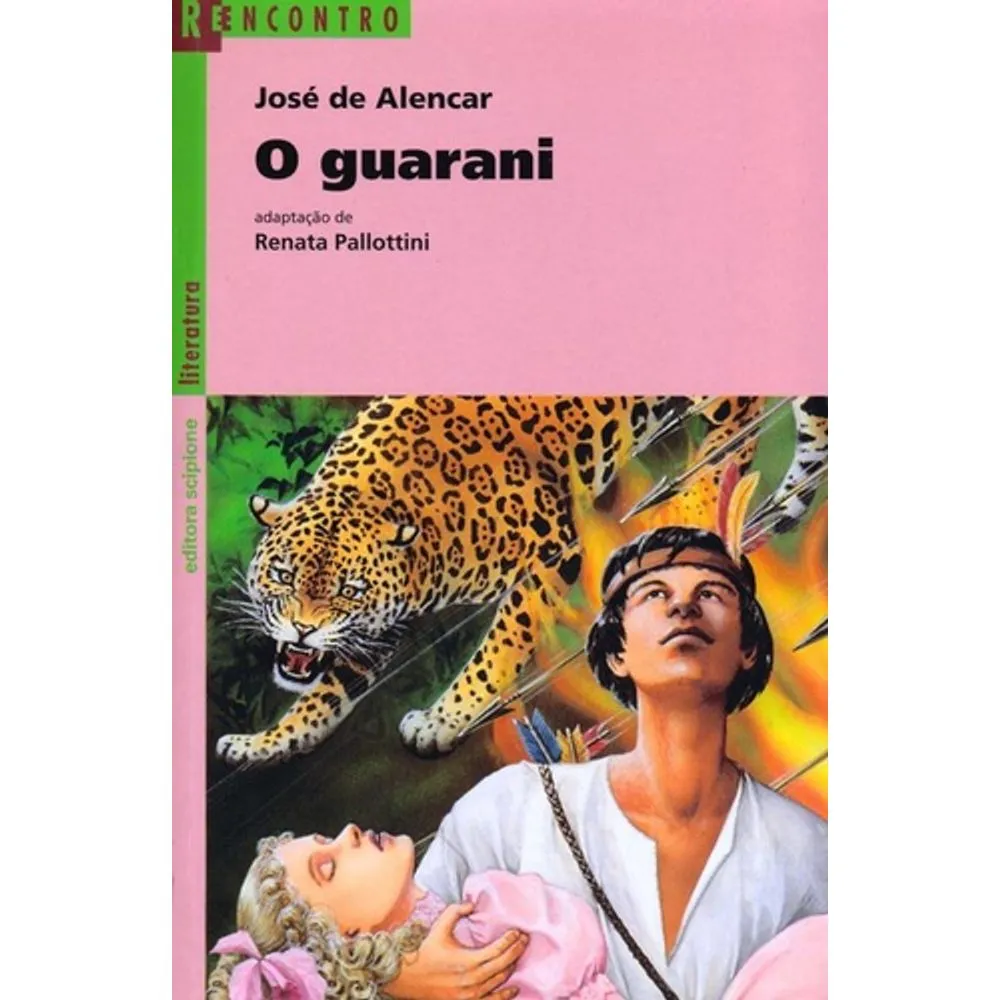 REENCONTRO
José de Alencar
O guarani
adaptação de
Renata Pallottini
literatura
editora scipione